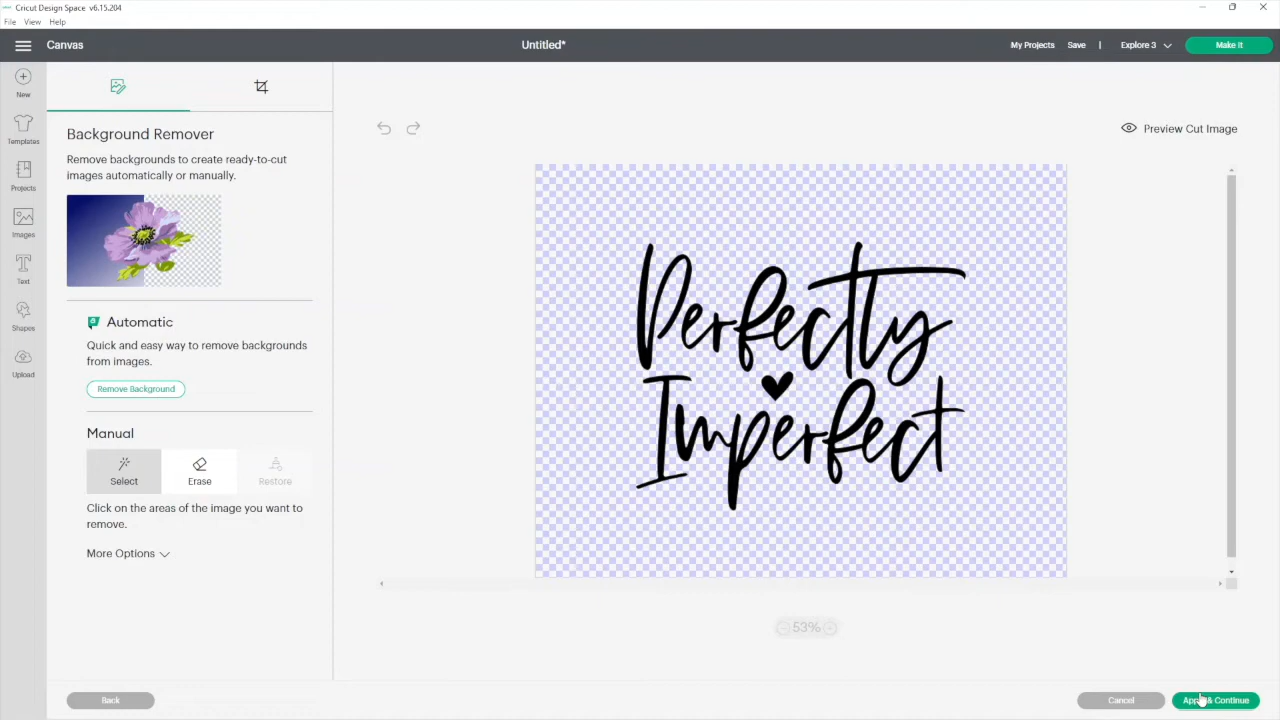 Cricut Design Space v6.15.204
File View Help
Canvas
Untitled*
My Projects Save | Explore 3 Make It
New
Templates
Projects
Images
Text
Shapes
Upload
Background Remover
Remove backgrounds to create ready-to-cut
images automatically or manually.
Automatic
Quick and easy way to remove backgrounds
from images.
Remove Background
Manual
Select Erase Restore
Click on the areas of the image you want to
remove.
More Options
Preview Cut Image
Perfectly
Imperfect
53%
Back
Cancel
Apply & Continue